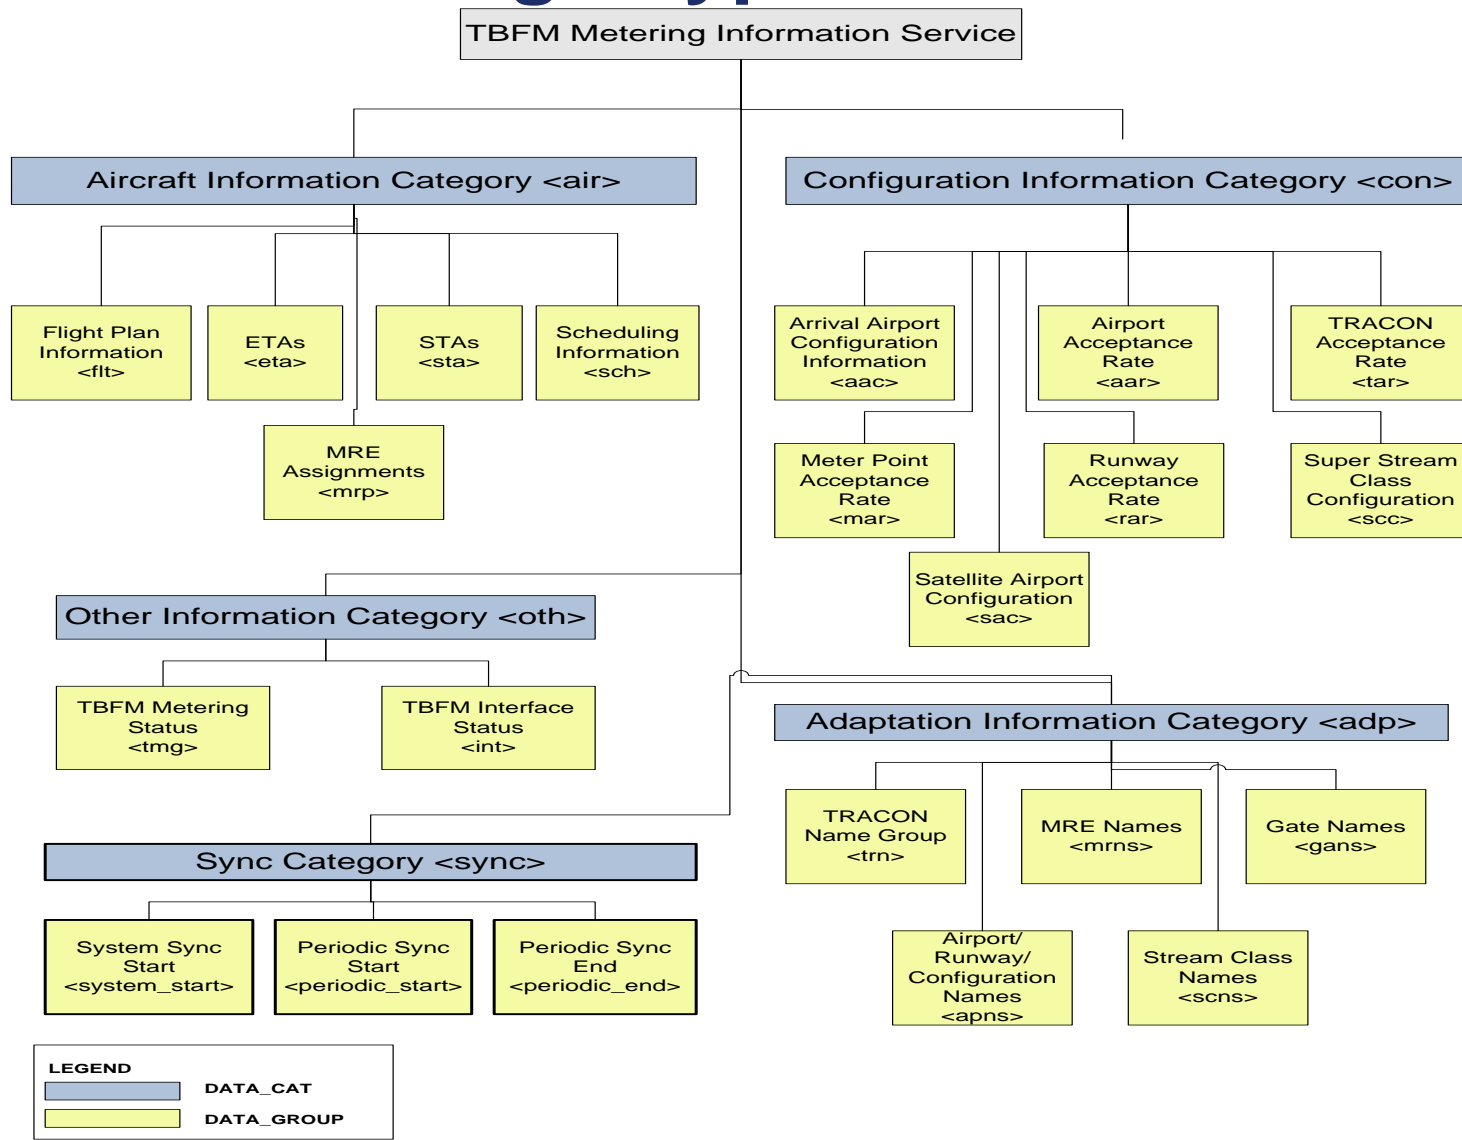 TBFM Metering Information Service
Aircraft Information Category <air>
Configuration Information Category <con>
Flight Plan
Information
<flt>
ETAs
<eta>
STAs
<sta>
Scheduling
Information
<sch>
MRE
Assignments
<mrp>
Arrival Airport
Configuration
Information
<aac>
Airport
Acceptance
Rate
<aar>
TRACON
Acceptance
Rate
<tar>
Meter Point
Acceptance
Rate
<mar>
Runway
Acceptance
Rate
<rar>
Super Stream
Class
Configuration
<scc>
Satellite Airport
Configuration
<sac>
Other Information Category <oth>
TBFM Metering
Status
<tmg>
TBFM Interface
Status
<int>
Adaptation Information Category <adp>
TRACON
Name Group
<trn>
MRE Names
<mrns>
Gate Names
<gans>
Airport/
Runway/
Configuration
Names
<apns>
Stream Class
Names
<scns>
Sync Category <sync>
System Sync
Start
<system_start>
Periodic Sync
Start
<periodic_start>
Periodic Sync
End
<periodic_end>
LEGEND
DATA_CAT
DATA_GROUP